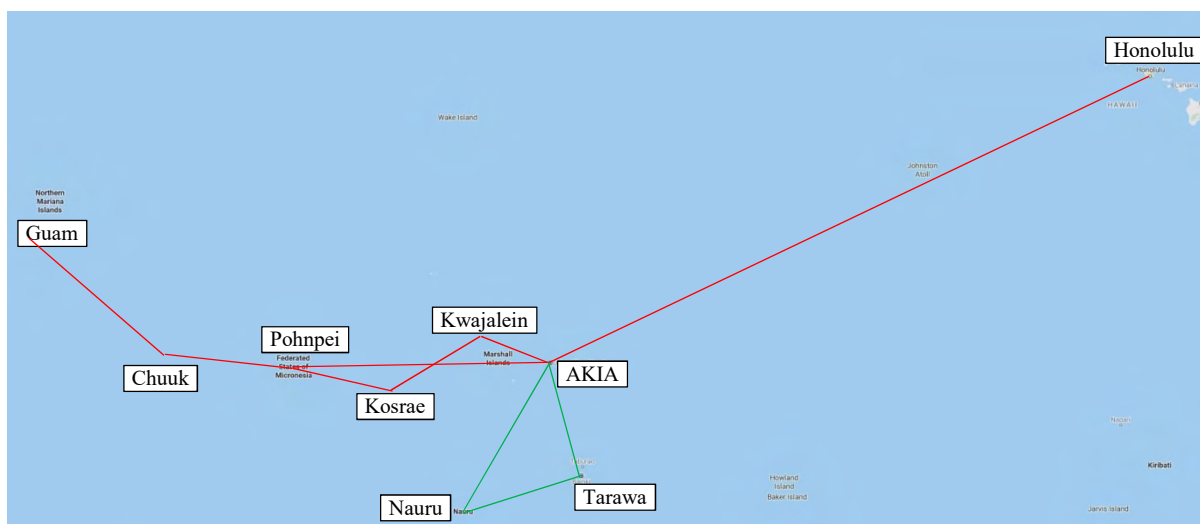 Honolulu
Honolulu
Lanai
HAWAII
Wake Island
Johnston
Atoll
Northern
Mariana
Islands
Guam
Kwajalein
Pohnpei
Federated
States of
Micronesia
Marshall
Islands
Chuuk
Kosrae
AKIA
Kiribati
Howland
Island
Baker Island
Tarawa
Nauru
Nauru
Jarvis Island